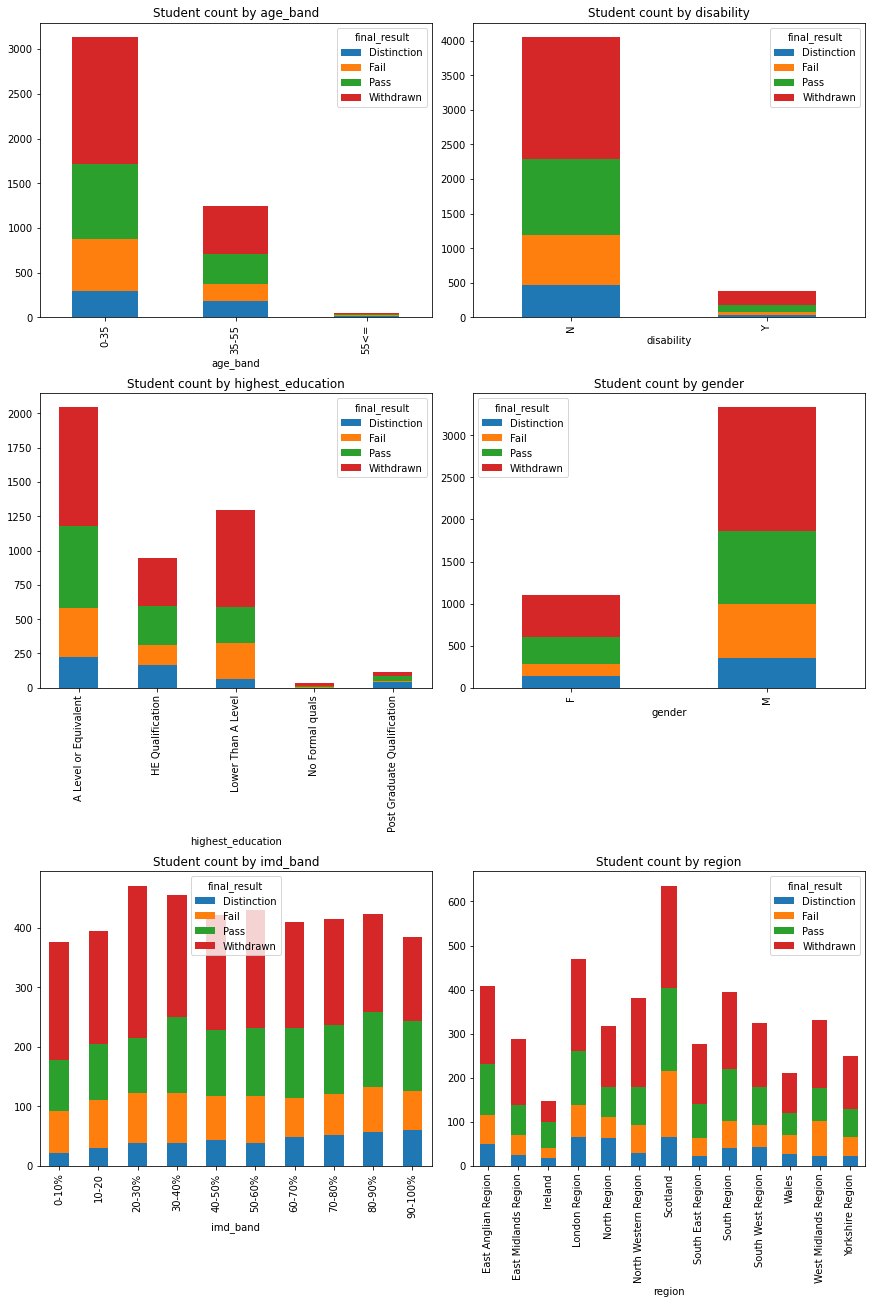 Student count by age_band
3000
2500
2000
1500
1000
500
0
final_result
Distinction
Fail
Pass
Withdrawn
0-35
35-55
55<=
age_band
Student count by disability
4000
3500
3000
2500
2000
1500
1000
500
0
final_result
Distinction
Fail
Pass
Withdrawn
N
Y
disability
Student count by highest_education
2000
1750
1500
1250
1000
750
500
250
0
final_result
Distinction
Fail
Pass
Withdrawn
A Level or Equivalent
HE Qualification
Lower Than A Level
No Formal quals
Post Graduate Qualification
highest_education
Student count by gender
3000
2500
2000
1500
1000
500
0
final_result
Distinction
Fail
Pass
Withdrawn
F
M
gender
Student count by imd_band
400
300
200
100
0
final_result
Distinction
Fail
Pass
Withdrawn
0-10%
10-20
20-30%
30-40%
40-50%
50-60%
60-70%
70-80%
80-90%
90-100%
imd_band
Student count by region
600
500
400
300
200
100
0
final_result
Distinction
Fail
Pass
Withdrawn
East Anglian Region
East Midlands Region
Ireland
London Region
North Region
North Western Region
Scotland
South East Region
South Region
South West Region
Wales
West Midlands Region
Yorkshire Region
region